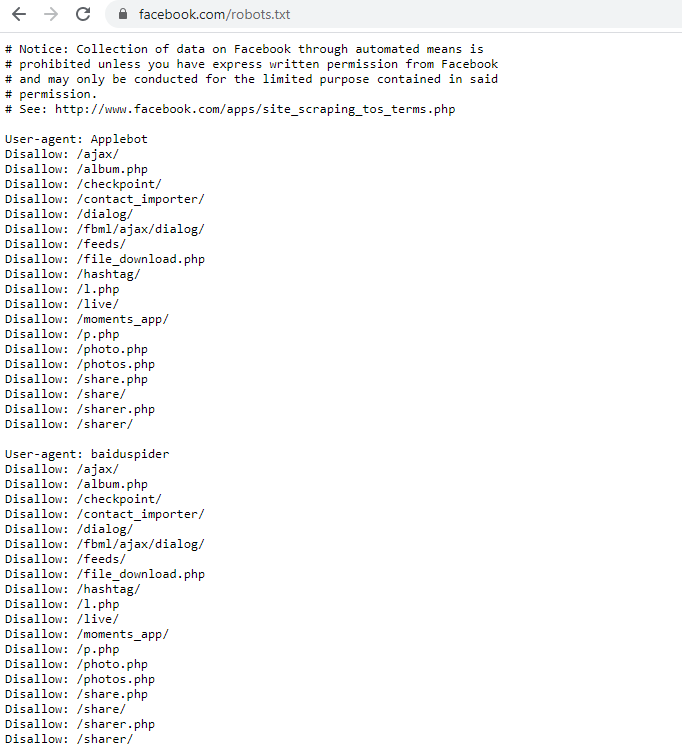 facebook.com/robots.txt
# Notice: Collection of data on Facebook through automated means is
# prohibited unless you have express written permission from Facebook
# and may only be conducted for the limited purpose contained in said
# permission.
# See: http://www.facebook.com/apps/site_scraping_tos_terms.php
User-agent: Applebot
Disallow: /ajax/
Disallow: /album.php
Disallow: /checkpoint/
Disallow: /contact_importer/
Disallow: /dialog/
Disallow: /fbml/ajax/dialog/
Disallow: /feeds/
Disallow: /file_download.php
Disallow: /hashtag/
Disallow: /l.php
Disallow: /live/
Disallow: /moments_app/
Disallow: /p.php
Disallow: /photo.php
Disallow: /photos.php
Disallow: /share.php
Disallow: /share/
Disallow: /sharer.php
Disallow: /sharer/
User-agent: baiduspider
Disallow: /ajax/
Disallow: /album.php
Disallow: /checkpoint/
Disallow: /contact_importer/
Disallow: /dialog/
Disallow: /fbml/ajax/dialog/
Disallow: /feeds/
Disallow: /file_download.php
Disallow: /hashtag/
Disallow: /l.php
Disallow: /live/
Disallow: /moments_app/
Disallow: /p.php
Disallow: /photo.php
Disallow: /photos.php
Disallow: /share.php
Disallow: /share/
Disallow: /sharer.php
Disallow: /sharer/